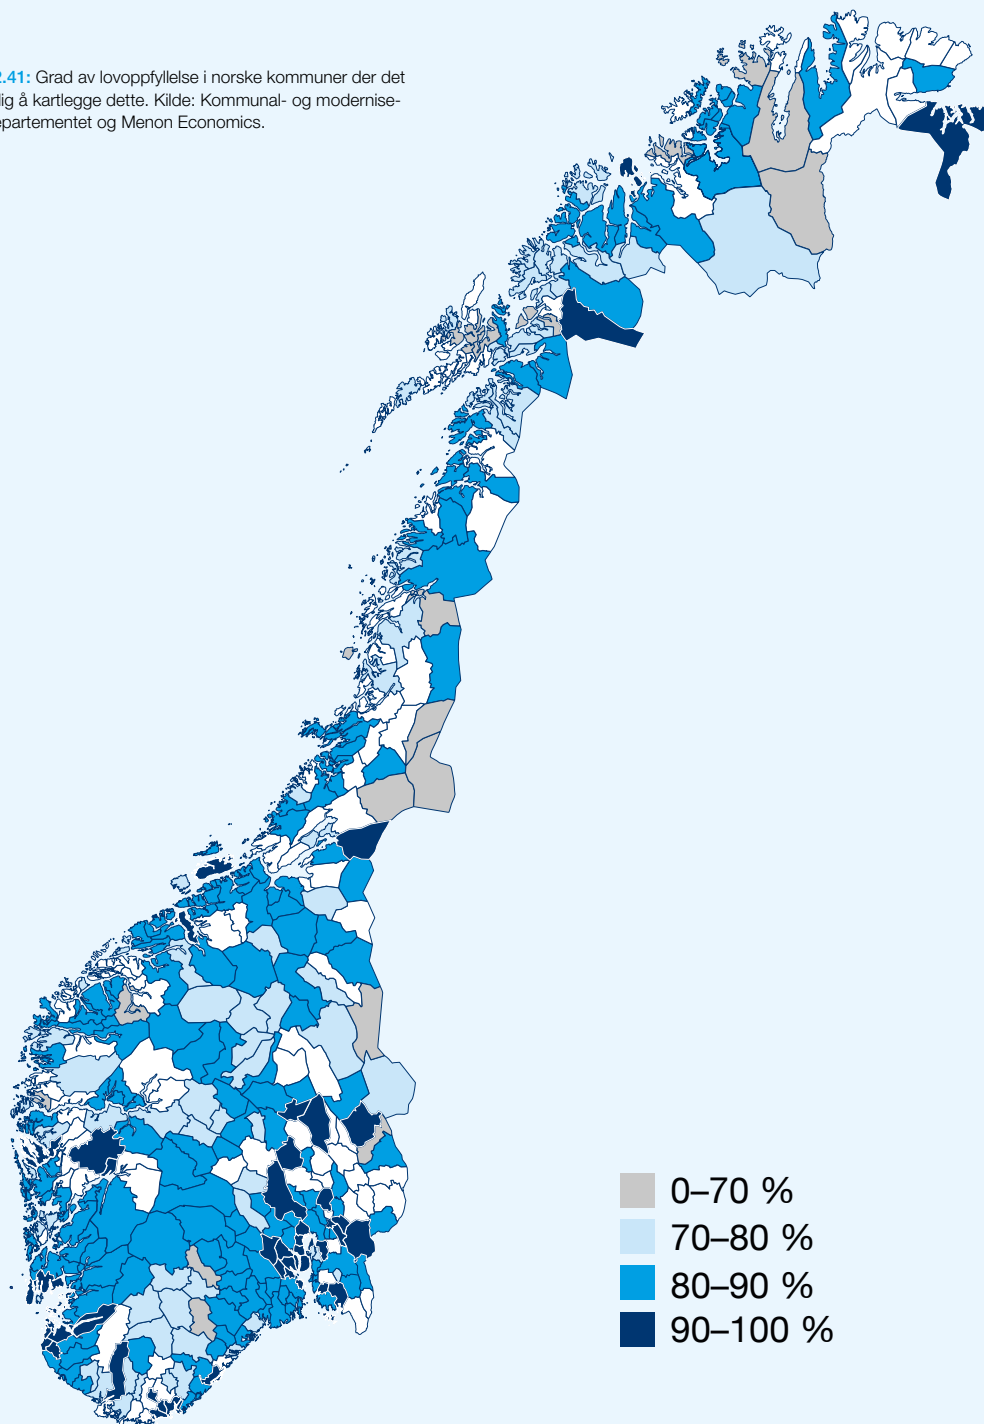 2.41: Grad av lovoppfyllelse i norske kommuner der det
lig å kartlegge dette. Kilde: Kommunal- og modernise-
epartementet og Menon Economics.
0–70 %
70–80 %
80–90 %
90–100 %